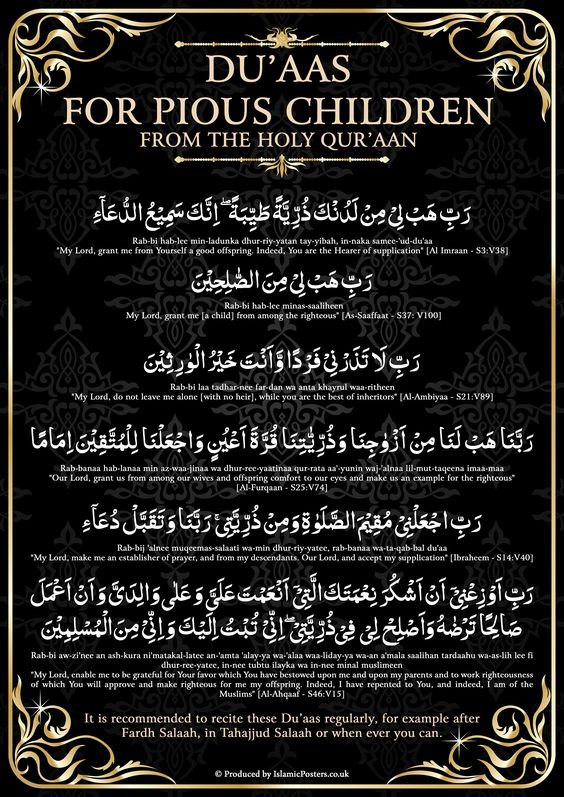 DU'AAS
FOR PIOUS CHILDREN
FROM THE HOLY QUR'AAN
رَبِّ هَبْ لِيْ مِنْ لَدُنْكَ ذُرِّيَّةً طَيِّبَةً ۖ اِنَّكَ سَمِيْعُ الدُّعَآءِ
Rab-bi hab-lee min-ladunka dhur-riy-yatan tay-yibah, in-naka samee-'ud-du'aa
"My Lord, grant me from Yourself a good offspring. Indeed, You are the Hearer of supplication" [Al Imraan - S3:V38]
رَبِّ هَبْ لِيْ مِنَ الصّٰلِحِيْنَ
Rab-bi hab-lee minas-saaliheen
My Lord, grant me [a child] from among the righteous" [As-Saaffaat - S37: V100]
رَبِّ لَا تَذَرْنِيْ فَرْدًا وَّاَنْتَ خَيْرُ الْوٰرِثِيْنَ
Rab-bi laa tadhar-nee far-dan wa anta khayrul waa-ritheen
"My Lord, do not leave me alone [with no heir], while you are the best of inheritors" [Al-Ambiyaa - S21:V89]
رَبَّنَا هَبْ لَنَا مِنْ اَزْوَاجِنَا وَذُرِّيّٰتِنَا قُرَّةَ اَعْيُنٍ وَاجْعَلْنَا لِلْمُتَّقِيْنَ اِمَامًا
Rab-banaa hab-lanaa min az-waa-jinaa wa dhur-ree-yaatinaa qur-rata aa'-yunin waj-'alnaa lil-mut-taqeena imaa-maa
"Our Lord, grant us from among our wives and offspring comfort to our eyes and make us an example for the righteous"
[Al-Furqaan - S25:V74]
رَبِّ اجْعَلْنِيْ مُقِيْمَ الصَّلٰوةِ وَمِنْ ذُرِّيَّتِيْ ۖ رَبَّنَا وَتَقَبَّلْ دُعَآءِ
Rab-bij 'alnee muqeemas-salaati wa-min dhur-riy-yatee, rab-banaa wa-ta-qab-bal du'aa
"My Lord, make me an establisher of prayer, and from my descendants. Our Lord, and accept my supplication" [Ibraheem - S14:V40]
رَبِّ اَوْزِعْنِيْٓ اَنْ اَشْكُرَ نِعْمَتَكَ الَّتِيْٓ اَنْعَمْتَ عَلَيَّ وَعَلٰى وَالِدَيَّ وَاَنْ اَعْمَلَ
صَالِحًا تَرْضٰهُ وَاَصْلِحْ لِيْ فِيْ ذُرِّيَّتِيْ ۖ اِنِّيْ تُبْتُ اِلَيْكَ وَاِنِّيْ مِنَ الْمُسْلِمِيْنَ
Rab-bi aw-zi'nee an ash-kura ni'matakal-latee an-'amta 'alay-ya wa-'alaa waa-liday-ya wa-an a'mala saalihan tardaahu wa-as-lih lee fi
dhur-ree-yatee, in-nee tubtu ilayka wa in-nee minal muslimeen
"My Lord, enable me to be grateful for Your favor which You have bestowed upon me and upon my parents and to work righteousness
of which You will approve and make righteous for me my offspring. Indeed, I have repented to You, and indeed, I am of the
Muslims" [Al-Ahqaaf - S46:V15]
It is recommended to recite these Du'aas regularly, for example after
Fardh Salaah, in Tahajjud Salaah or when ever you can.
© Produced by IslamicPosters.co.uk